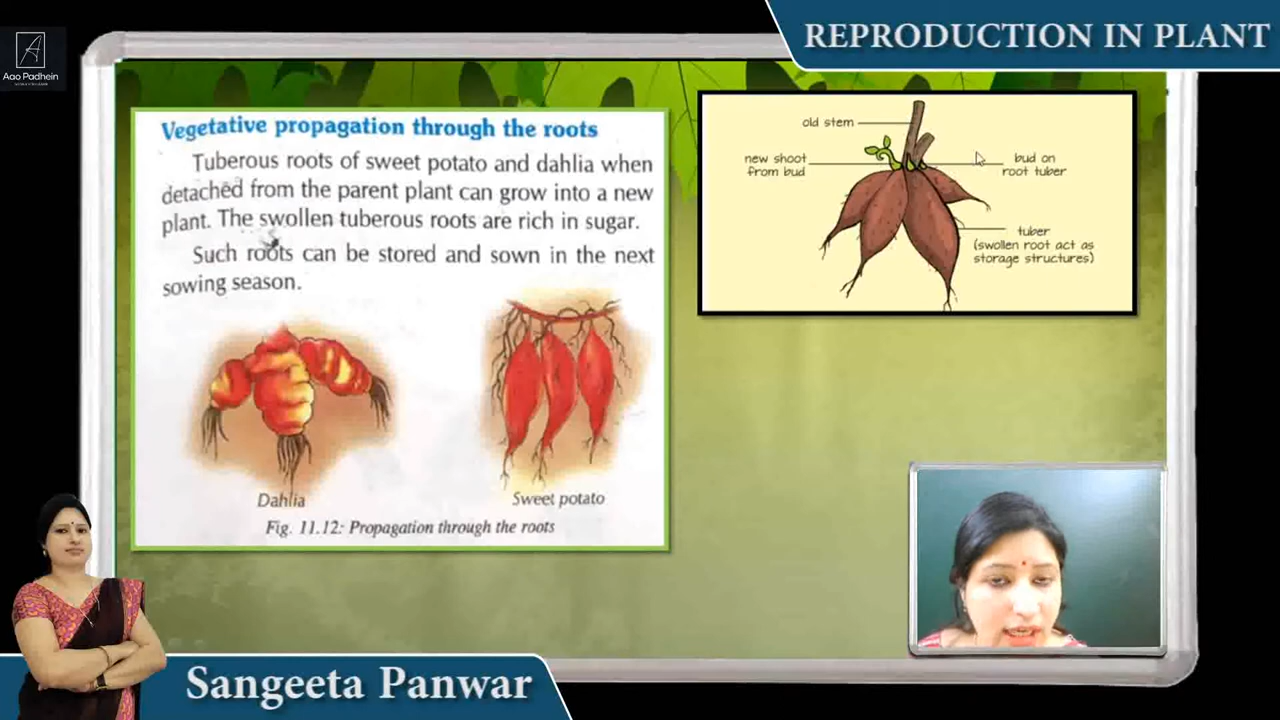 Aao Padhein
REPRODUCTION IN PLANT
Vegetative propagation through the roots
Tuberous roots of sweet potato and dahlia when
detached from the parent plant can grow into a new
plant. The swollen tuberous roots are rich in sugar.
Such roots can be stored and sown in the next
sowing season.
Dahlia
Sweet potato
Fig. 11.12: Propagation through the roots
old stem
new shoot
from bud
bud on
root tuber
tuber
(swollen root act as
storage structures)
Sangeeta Panwar